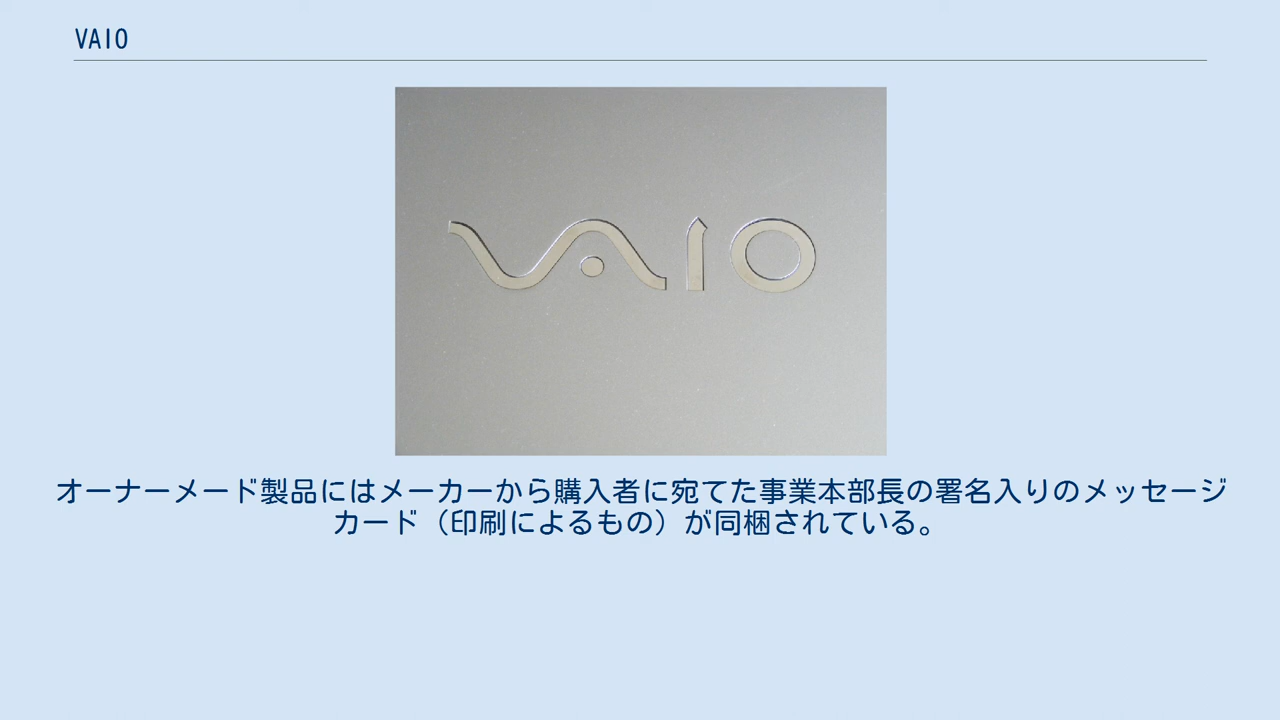 VAIO
VAIO
オーナーメード製品にはメーカーから購入者に宛てた事業本部長の署名入りのメッセージ
カード（印刷によるもの）が同梱されている。